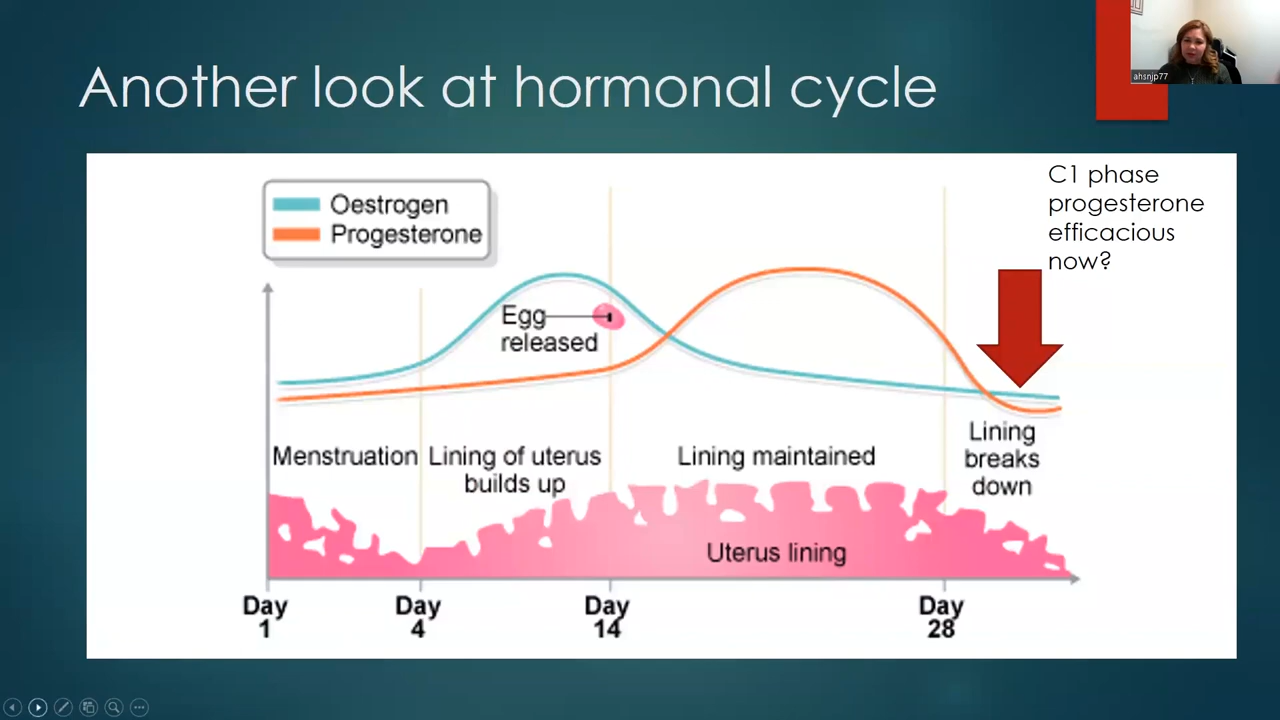 Another look at hormonal cycle
ahsnjp77
C1 phase
progesterone
efficacious
now?
Oestrogen
Progesterone
Egg
released
Menstruation
Lining of uterus
builds up
Lining maintained
Lining
breaks
down
Uterus lining
Day
1
Day
4
Day
14
Day
28